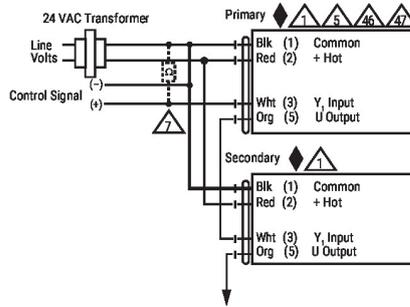 24 VAC Transformer
Primary 1 5 46 47
Line
Volts
Blk (1) Common
Red (2) + Hot
Ω
(–)
Control Signal
(+)
Wht (3) Y, Input
Org (5) U Output
7
Secondary 1
Blk (1) Common
Red (2) + Hot
Wht (3) Y, Input
Org (5) U Output